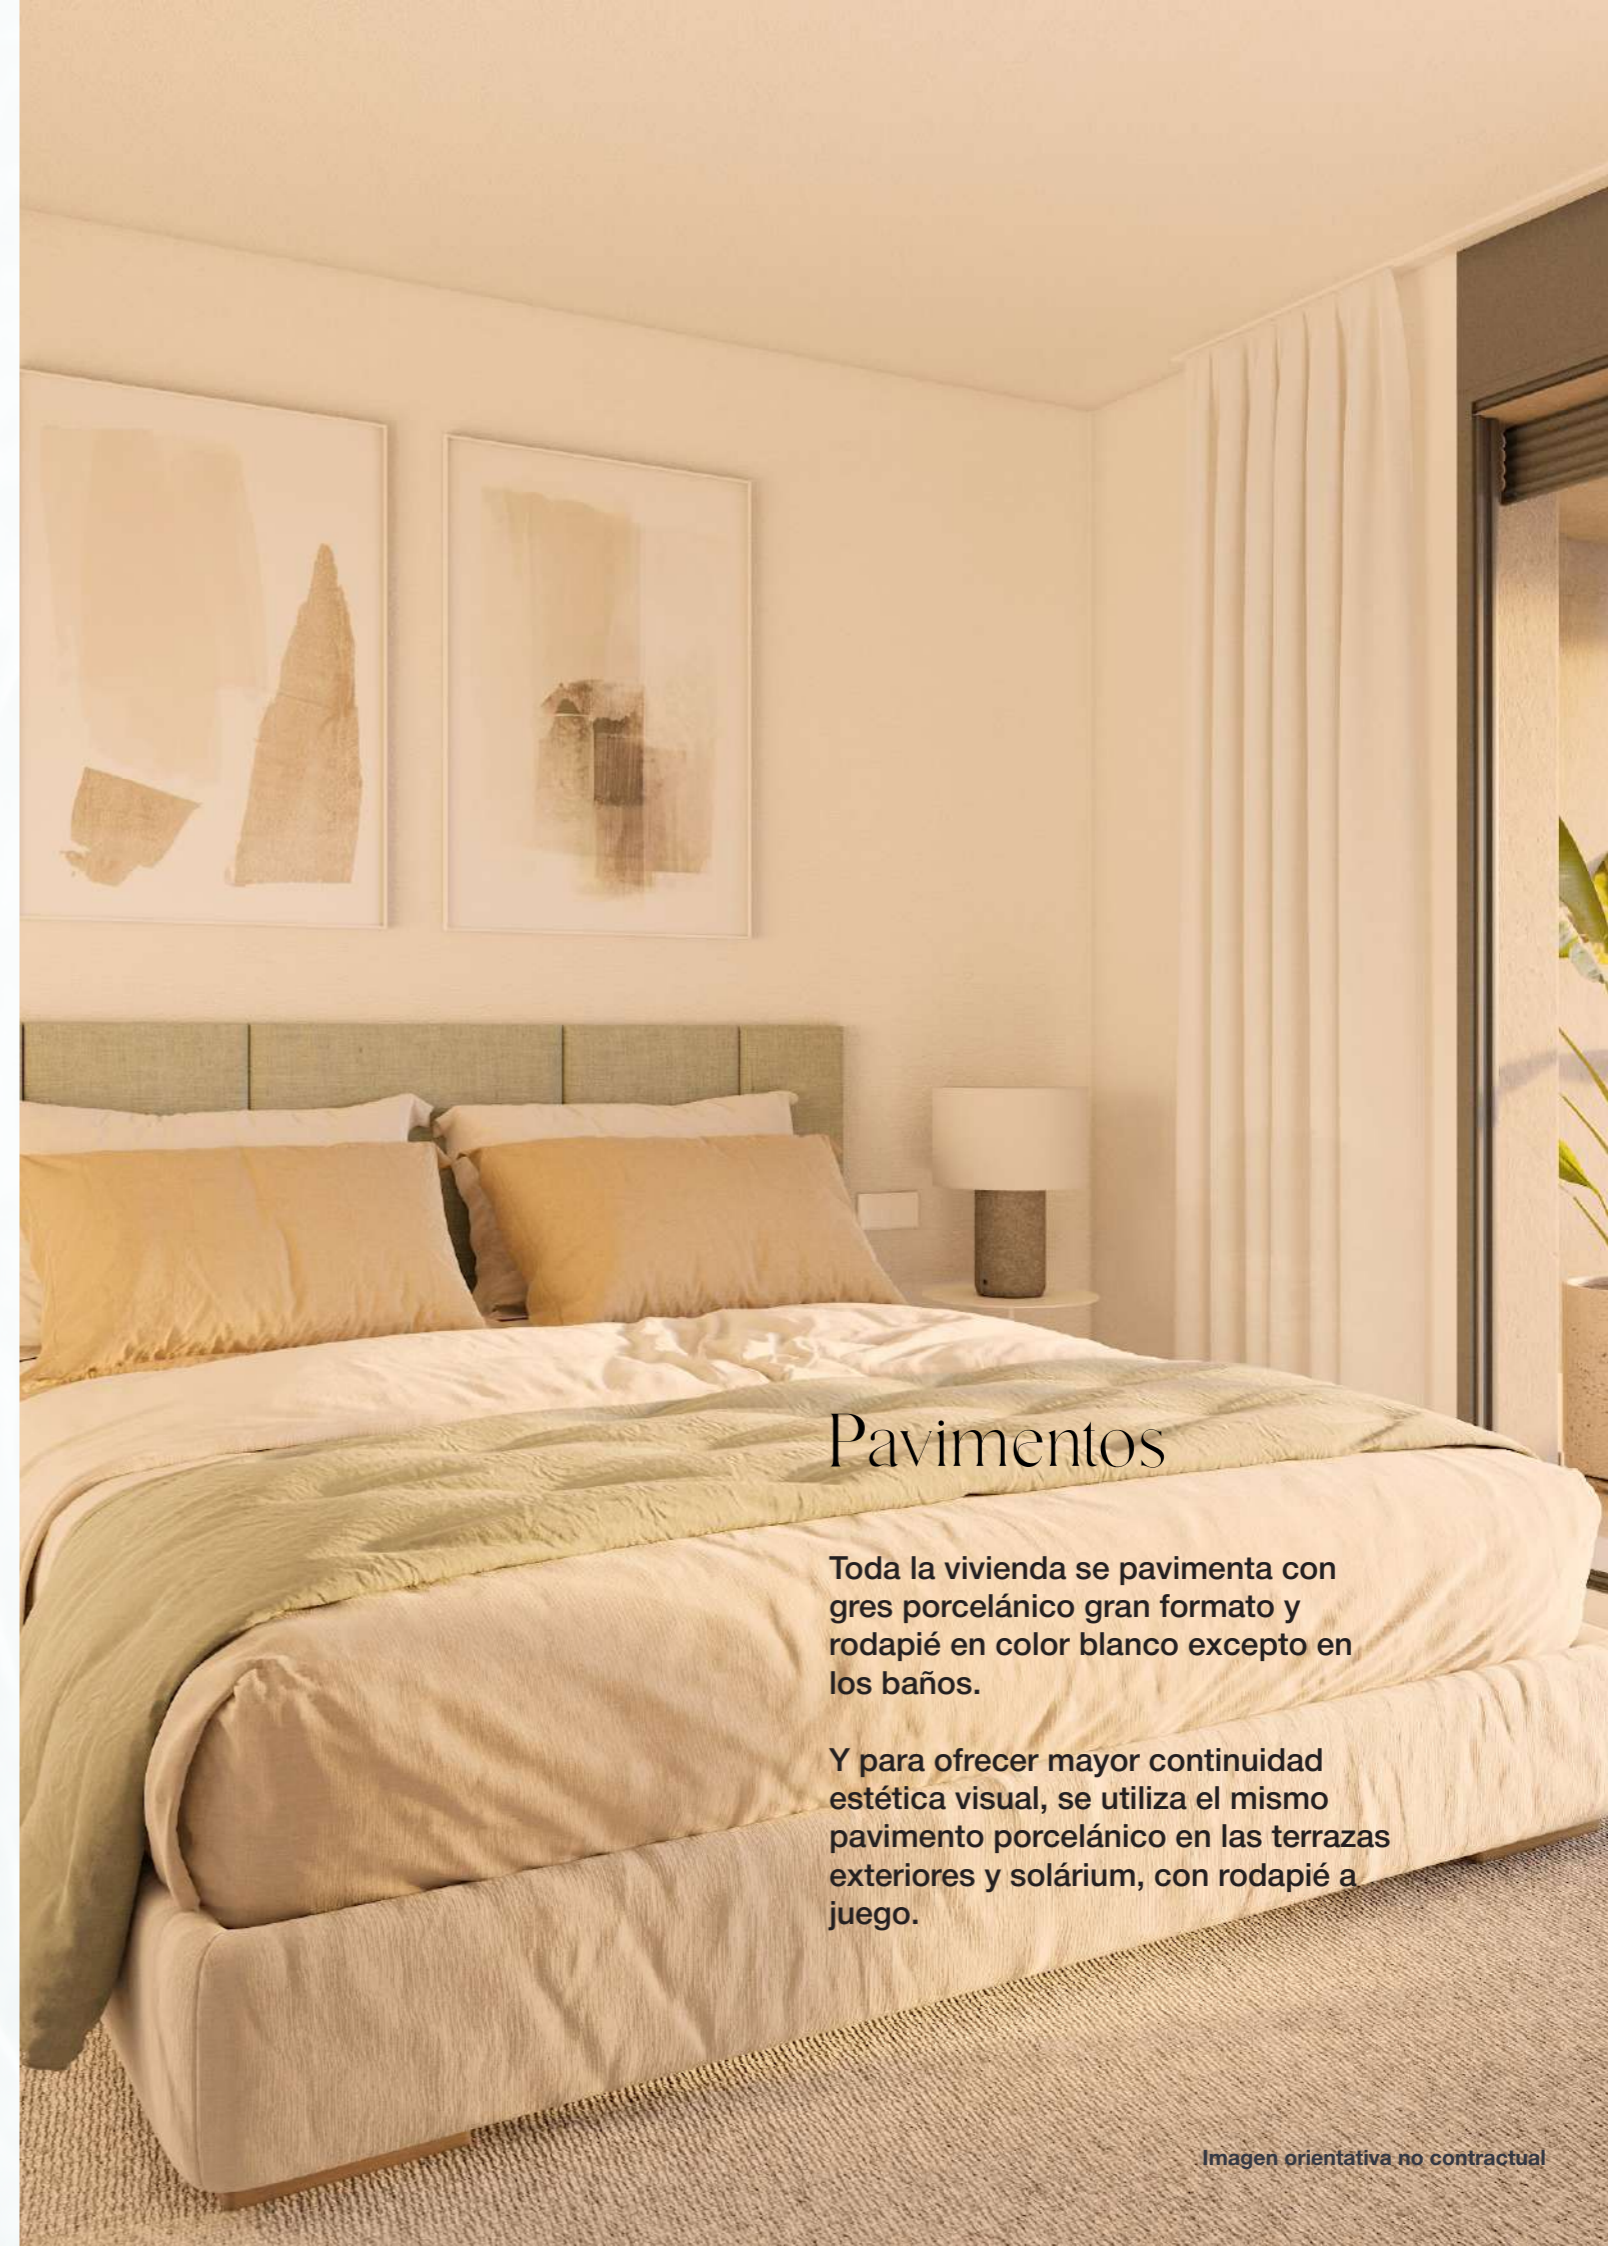 Pavimentos
Toda la vivienda se pavimenta con
gres porcelánico gran formato y
rodapié en color blanco excepto en
los baños.
Y para ofrecer mayor continuidad
estética visual, se utiliza el mismo
pavimento porcelánico en las terrazas
exteriores y solárium, con rodapié a
juego.
Imagen orientativa no contractual